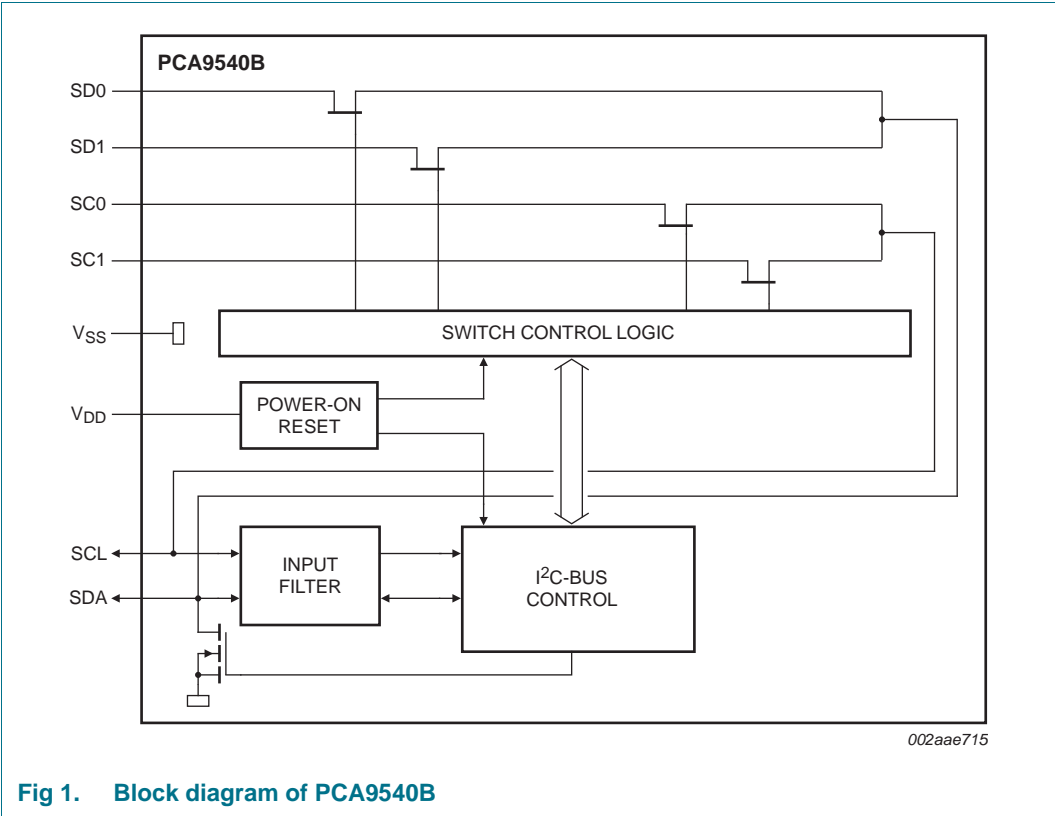 PCA9540B
SD0
SD1
SC0
SC1
VSS
SWITCH CONTROL LOGIC
VDD
POWER-ON
RESET
SCL
SDA
INPUT
FILTER
I2C-BUS
CONTROL
002aae715
Fig 1. Block diagram of PCA9540B